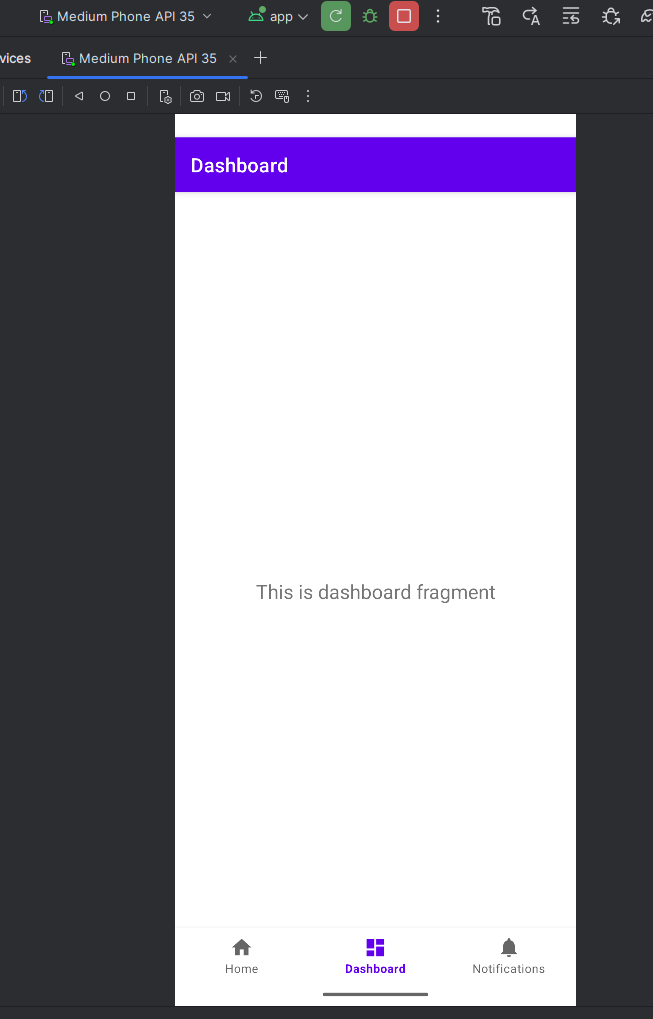 Medium Phone API 35
app
vices
Medium Phone API 35
Dashboard
This is dashboard fragment
Home
Dashboard
Notifications